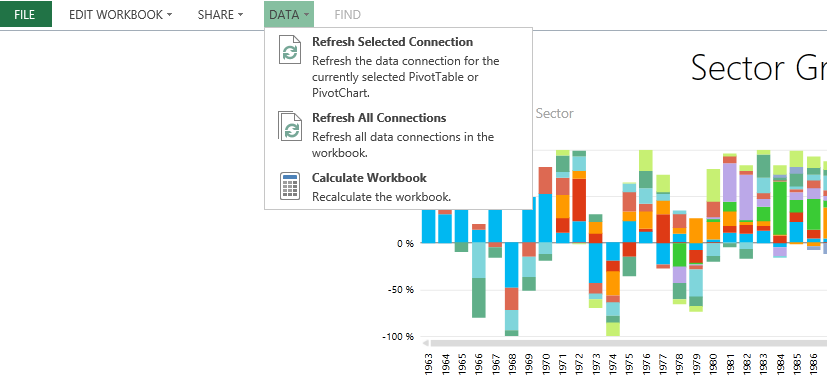 FILE EDIT WORKBOOK SHARE DATA FIND
Refresh Selected Connection
Refresh the data connection for the
currently selected PivotTable or
PivotChart.
Refresh All Connections
Refresh all data connections in the
workbook.
Calculate Workbook
Recalculate the workbook.
Sector Gr
Sector
0 %
-50 %
-100 %
1963 1964 1965 1966 1967 1968 1969 1970 1971 1972 1973 1974 1975 1976 1977 1978 1979 1980 1981 1982 1983 1984 1985 1986